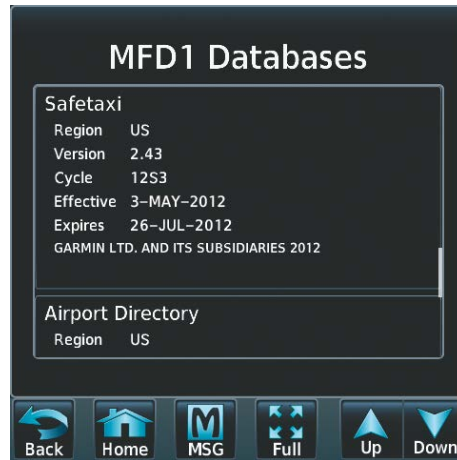 MFD1 Databases
Safetaxi
Region US
Version 2.43
Cycle 12S3
Effective 3–MAY–2012
Expires 26–JUL–2012
GARMIN LTD. AND ITS SUBSIDIARIES 2012
Airport Directory
Region US
Back Home MSG Full Up Down